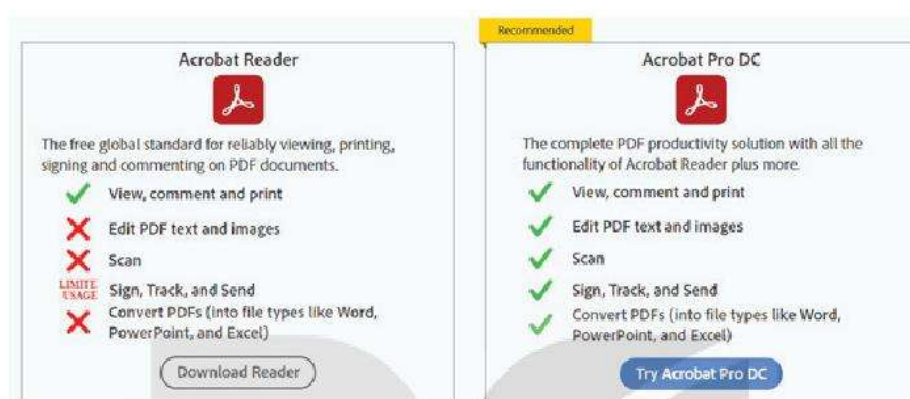 Recommended
Acrobat Reader
The free global standard for reliably viewing, printing,
signing and commenting on PDF documents.
View, comment and print
Edit PDF text and images
Scan
LIMITE
USAGE
Sign, Track, and Send
Convert PDFs (into file types like Word,
PowerPoint, and Excel)
Download Reader
Acrobat Pro DC
The complete PDF productivity solution with all the
functionality of Acrobat Reader plus more.
View, comment and print
Edit PDF text and images
Scan
Sign, Track, and Send
Convert PDFs (into file types like Word,
PowerPoint, and Excel)
Try Acrobat Pro DC